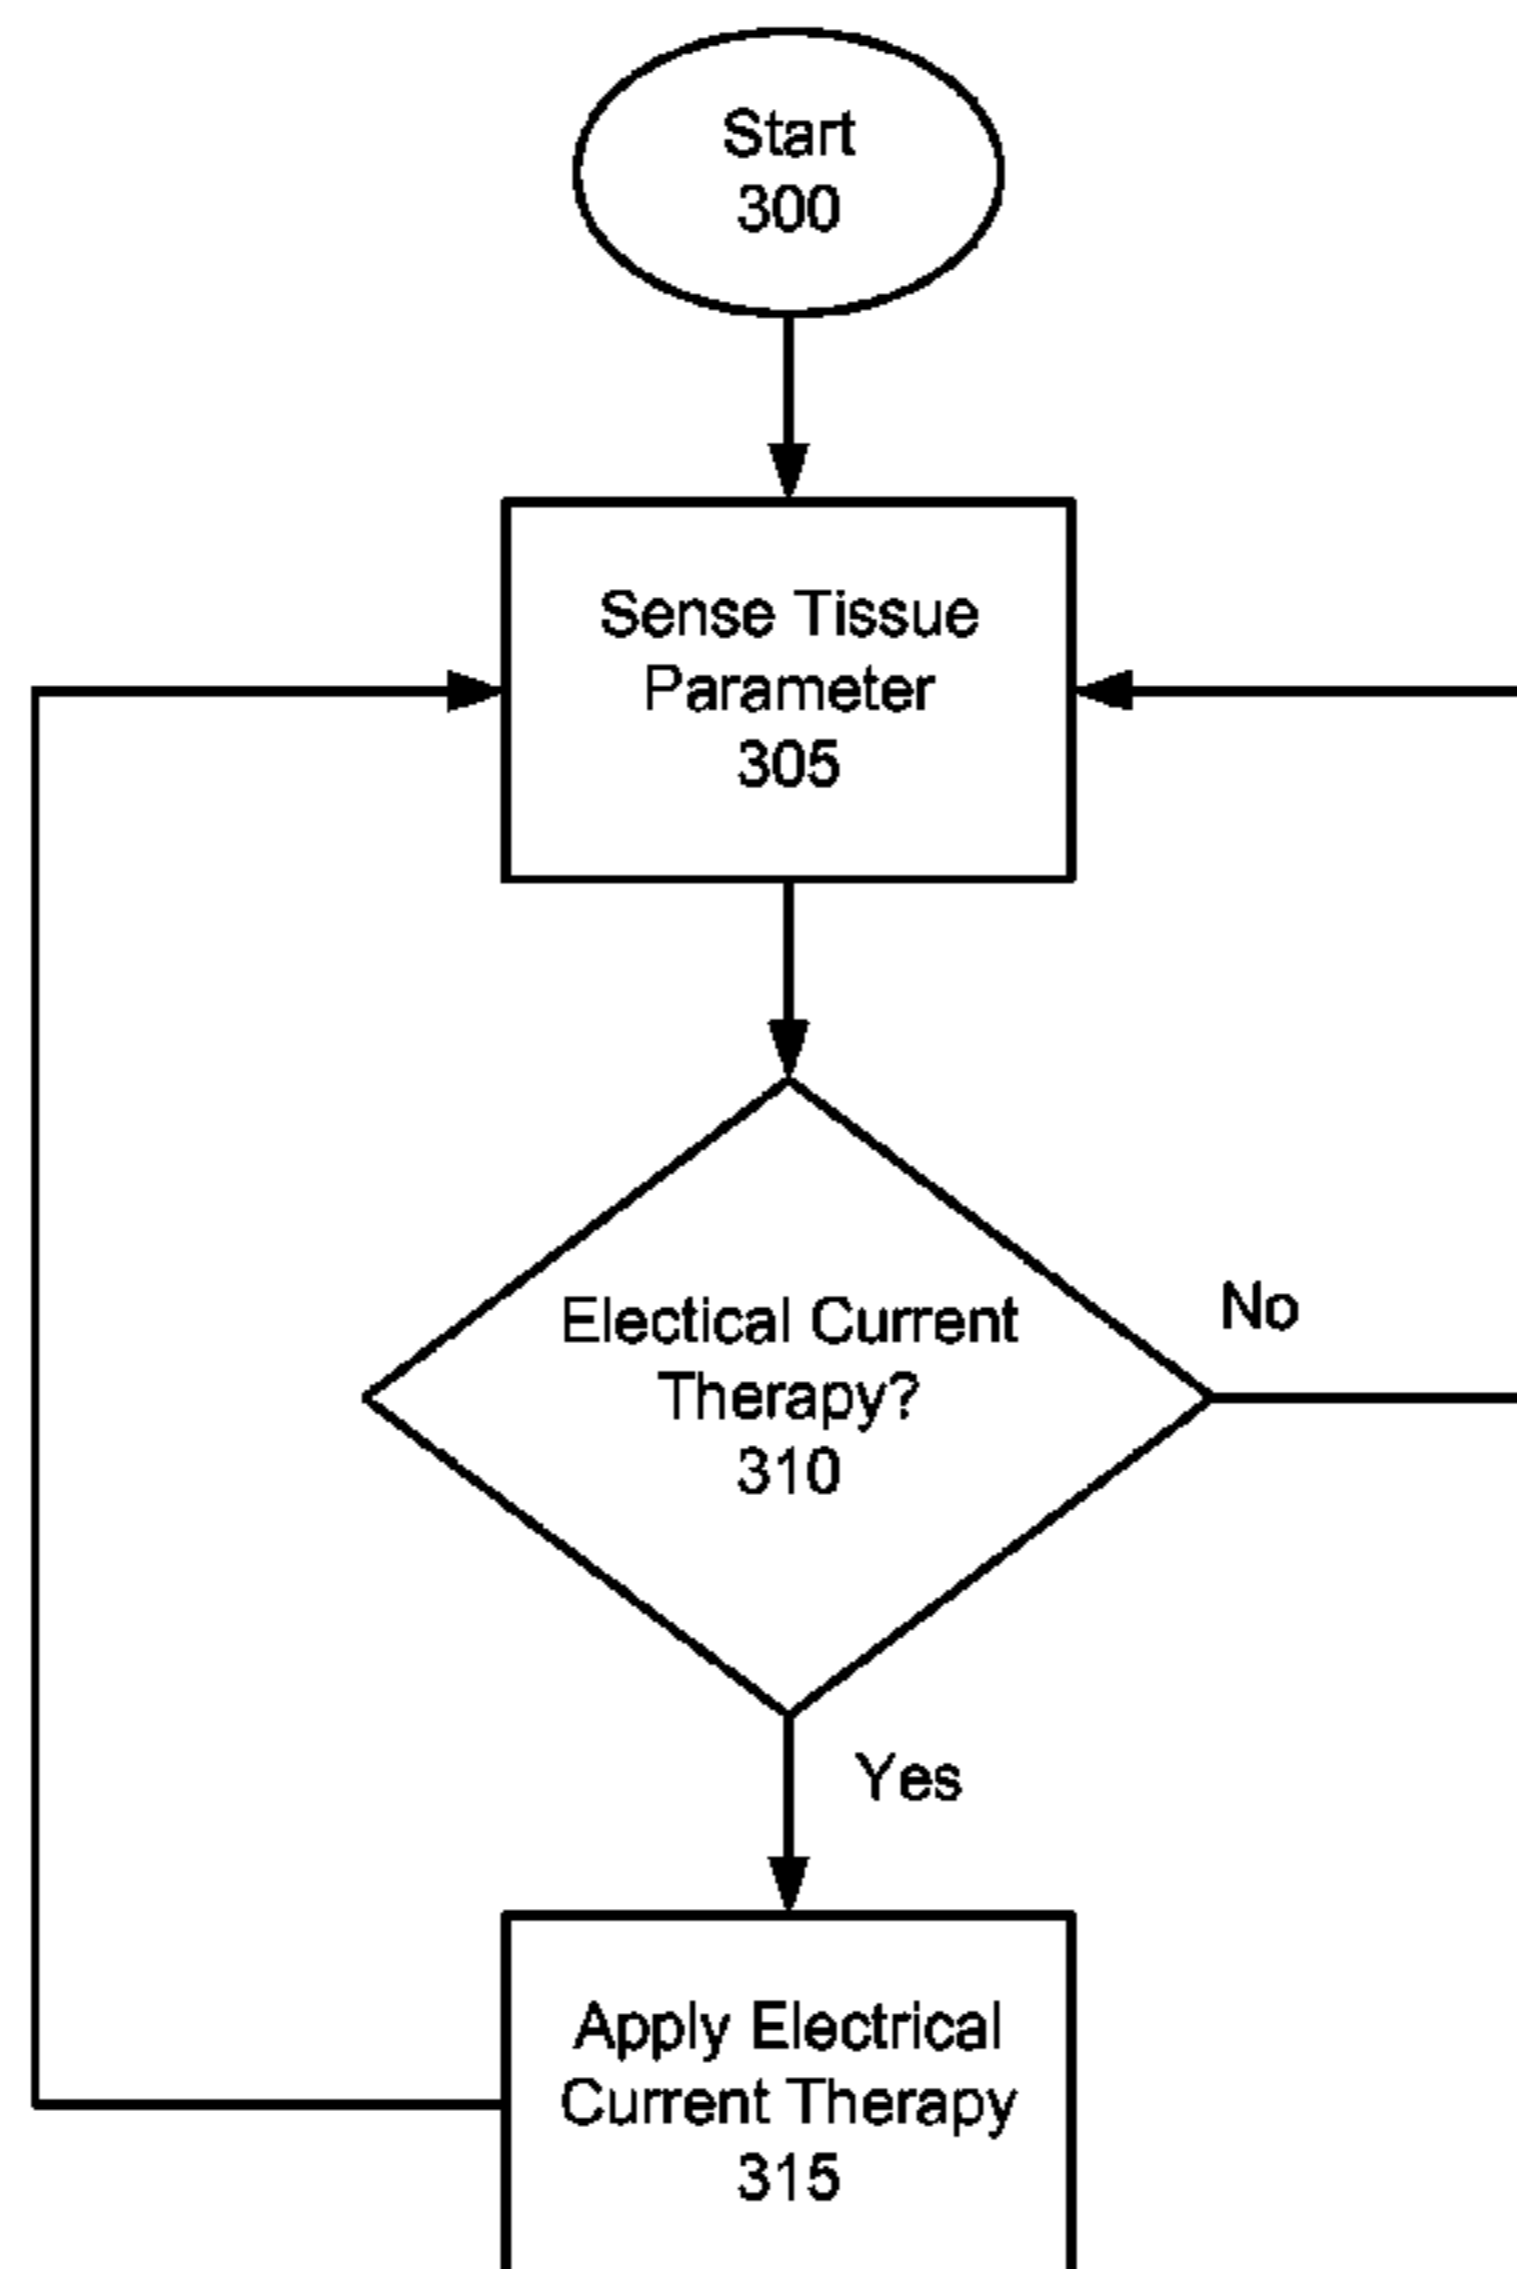 Start
300
Sense Tissue
Parameter
305
Electical Current
Therapy?
310
No
Yes
Apply Electrical
Current Therapy
315